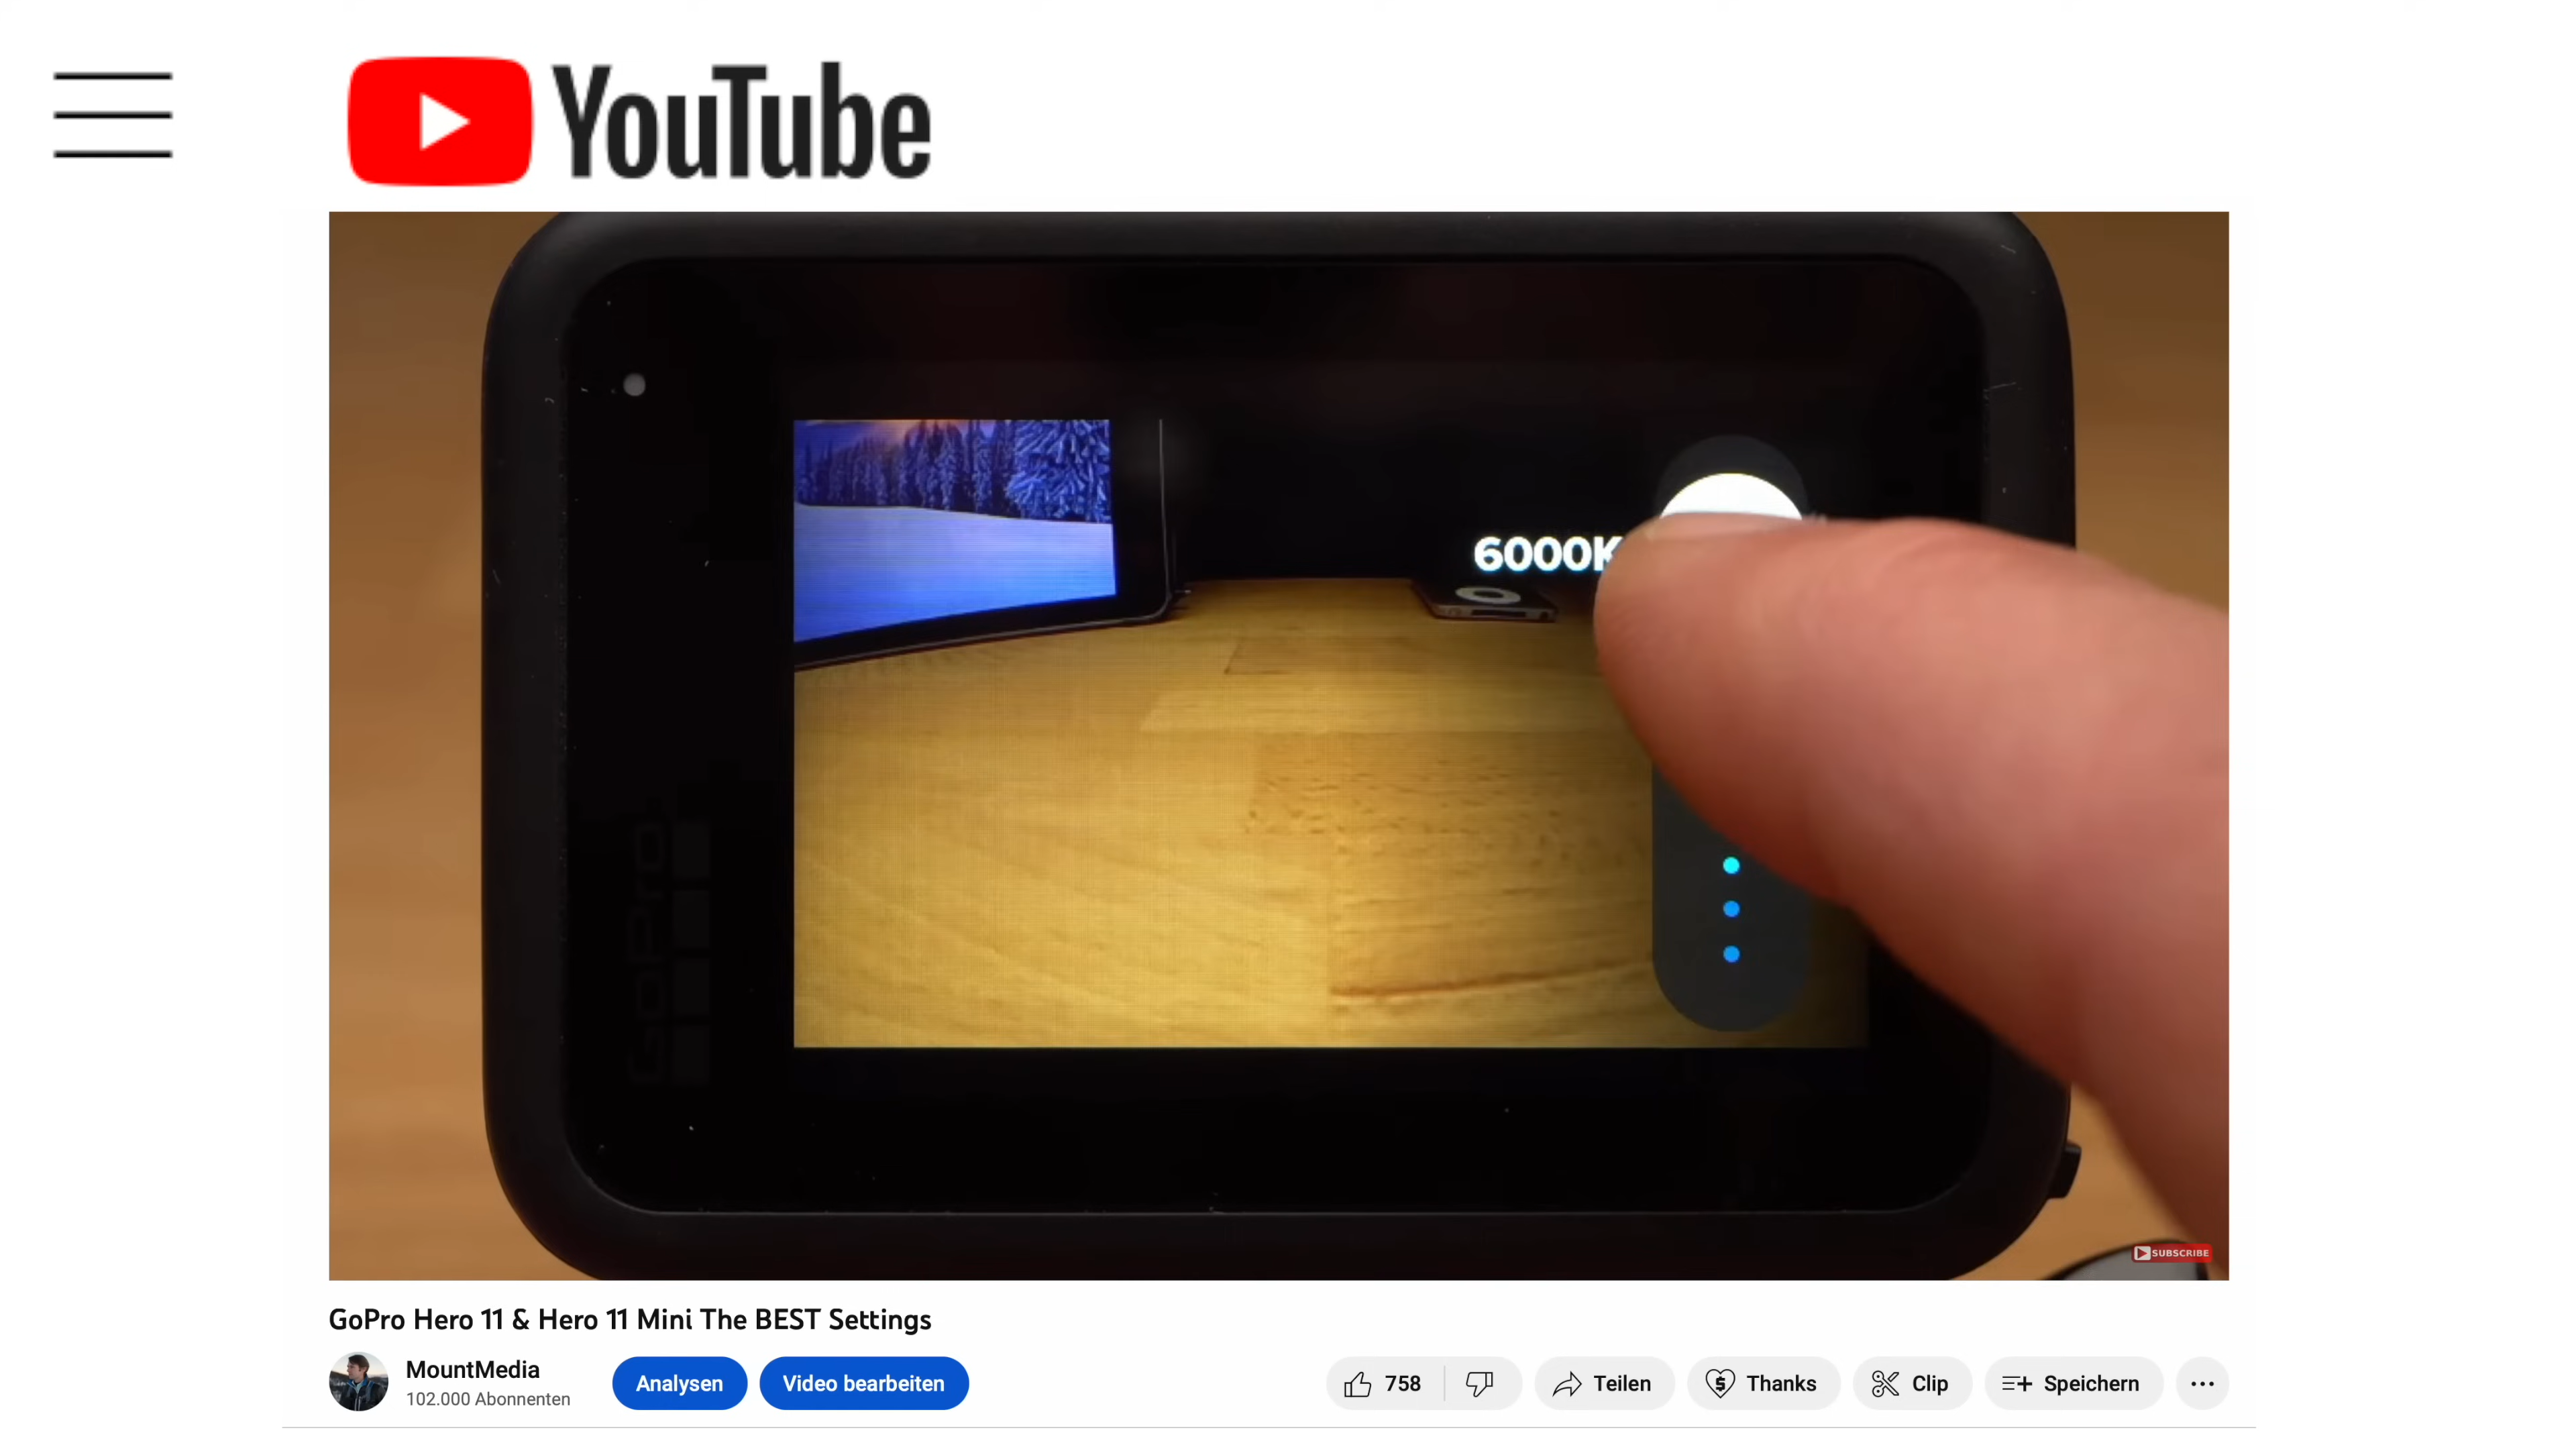 YouTube
6000K
GoPro
SUBSCRIBE
GoPro Hero 11 & Hero 11 Mini The BEST Settings
MountMedia
102.000 Abonnenten
Analysen
Video bearbeiten
758
Teilen
Thanks
Clip
Speichern